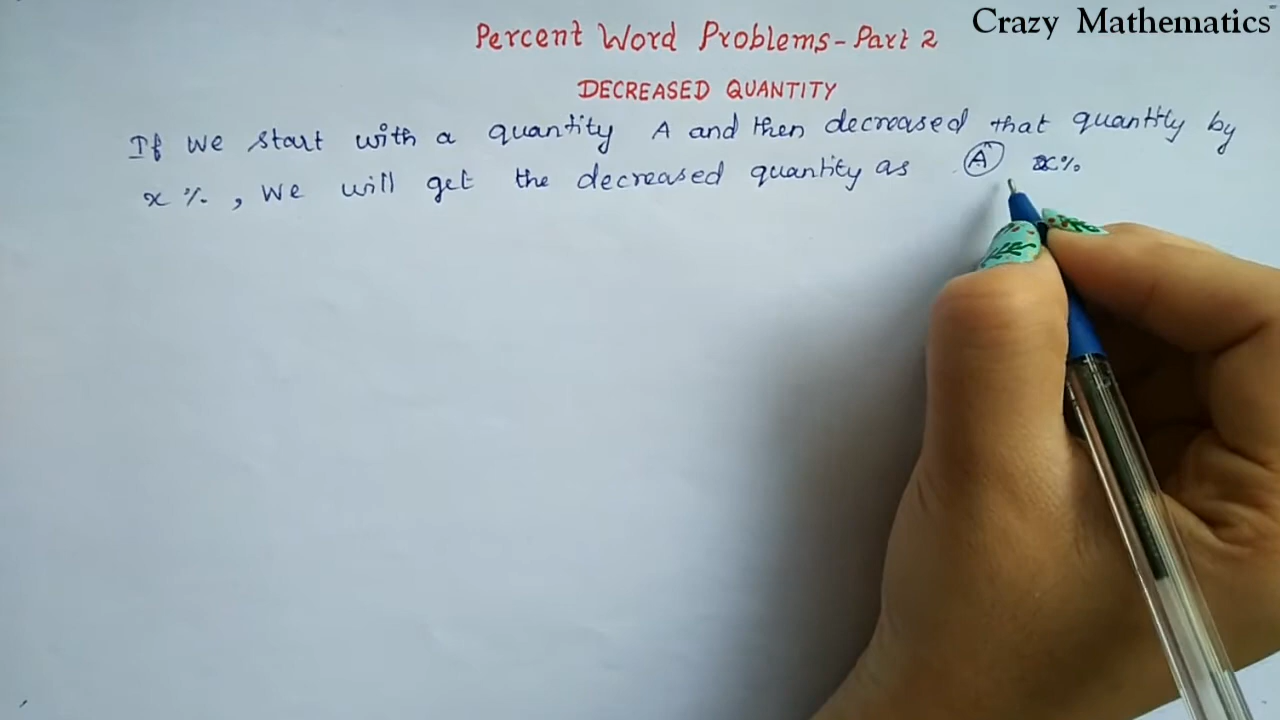 Crazy Mathematics
Percent Word Problems - Part 2
DECREASED QUANTITY
If we start with a quantity A and then decreased that quantity by
x %, we will get the decreased quantity as A x%